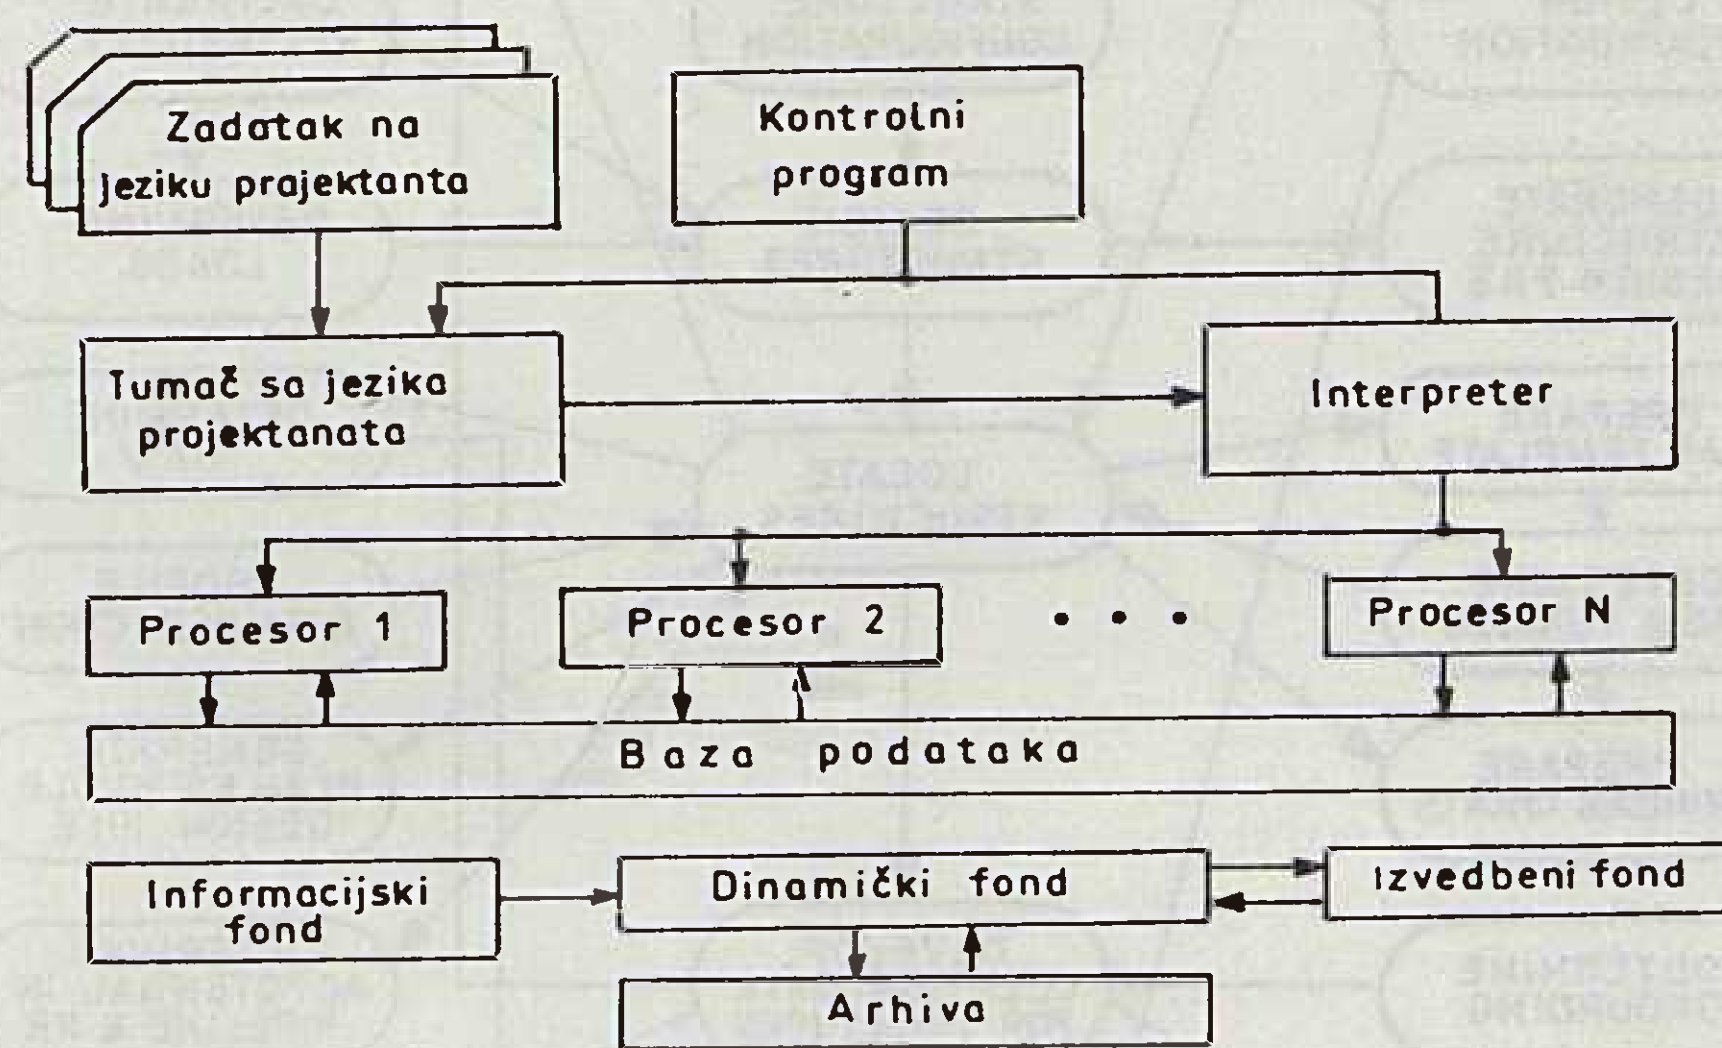 Zadatak na
jeziku prajektanta
Kontrolni
program
Tumač sa jezika
projektanata
Interpreter
Procesor 1
Procesor 2
• • •
Procesor N
Baza podataka
Informacijski
fond
Dinamički fond
Izvedbeni fond
Arhiva